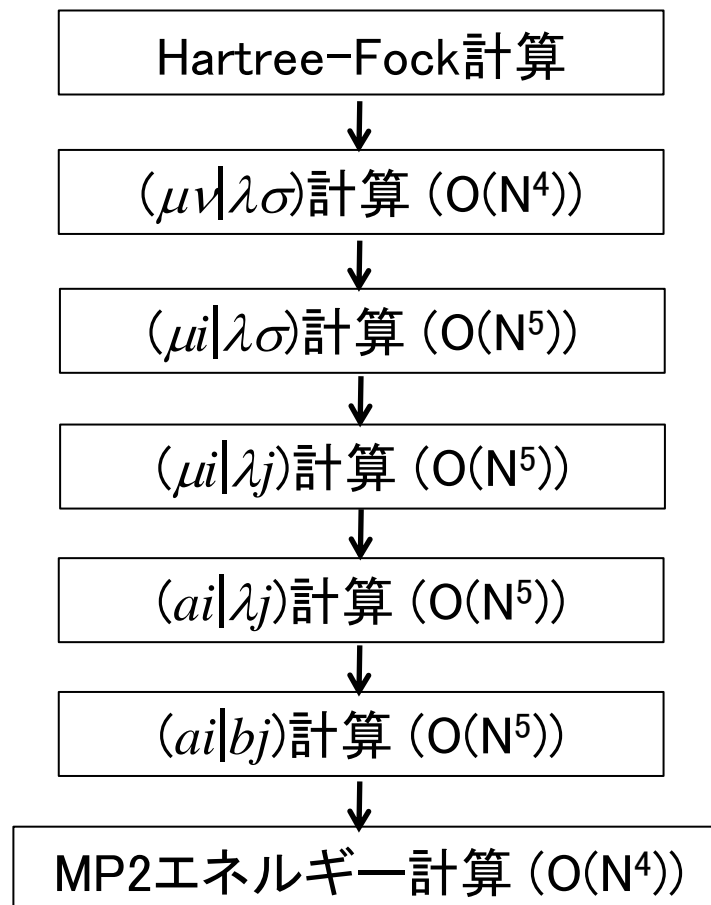 Hartree-Fock計算
(μν|λσ)計算 (O(N⁴))
(μi|λσ)計算 (O(N⁵))
(μi|λj)計算 (O(N⁵))
(ai|λj)計算 (O(N⁵))
(ai|bj)計算 (O(N⁵))
MP2エネルギー計算 (O(N⁴))